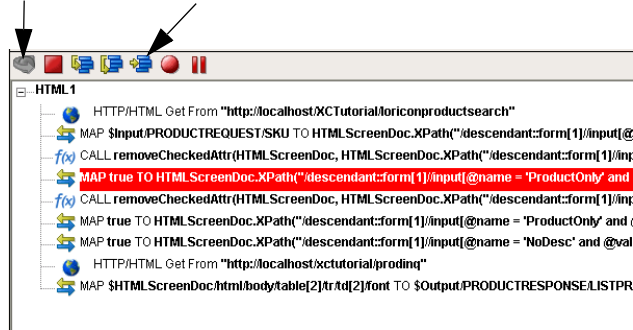 HTML1
HTTP/HTML Get From "http://localhost/XCTutorial/loriconproductsearch"
MAP $Input/PRODUCTREQUEST/SKU TO HTMLScreenDoc.XPath("/descendant::form[1]//input[@
f(x) CALL removeCheckedAttr(HTMLScreenDoc, HTMLScreenDoc.XPath("/descendant::form[1]//inp
MAP true TO HTMLScreenDoc.XPath("/descendant::form[1]//input[@name = 'ProductOnly' and
f(x) CALL removeCheckedAttr(HTMLScreenDoc, HTMLScreenDoc.XPath("/descendant::form[1]//inp
MAP true TO HTMLScreenDoc.XPath("/descendant::form[1]//input[@name = 'ProductOnly' and @
MAP true TO HTMLScreenDoc.XPath("/descendant::form[1]//input[@name = 'NoDesc' and @val
HTTP/HTML Get From "http://localhost/xctutorial/prodinq"
MAP $HTMLScreenDoc/html/body/table[2]/tr/td[2]/font TO $Output/PRODUCTRESPONSE/LISTPR